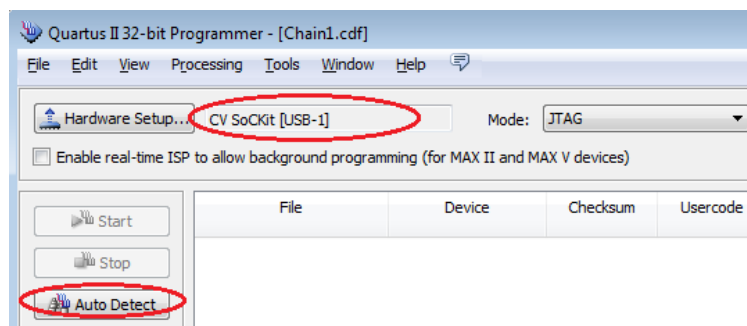 Quartus II 32-bit Programmer - [Chain1.cdf]
File Edit View Processing Tools Window Help
Hardware Setup... CV SoCKit [USB-1] Mode: JTAG
Enable real-time ISP to allow background programming (for MAX II and MAX V devices)
File Device Checksum Usercode
Start
Stop
Auto Detect